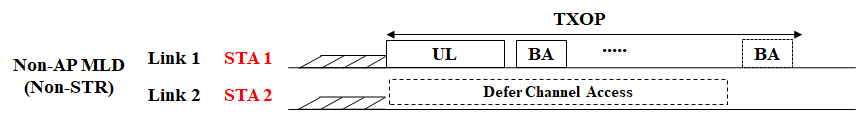 TXOP
Non-AP MLD
(Non-STR)
Link 1 STA 1
UL
BA
.....
BA
Link 2 STA 2
Defer Channel Access